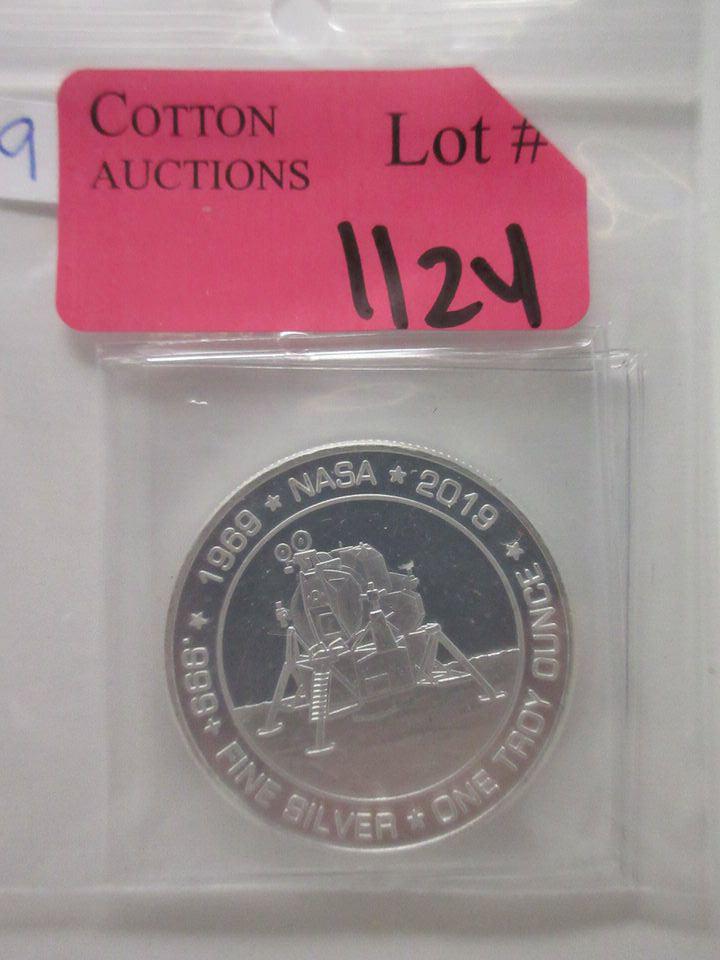 9
COTTON
AUCTIONS
Lot #
1124
1969 ★ NASA ★ 2019 ★
.999+ FINE SILVER ★ ONE TROY OUNCE